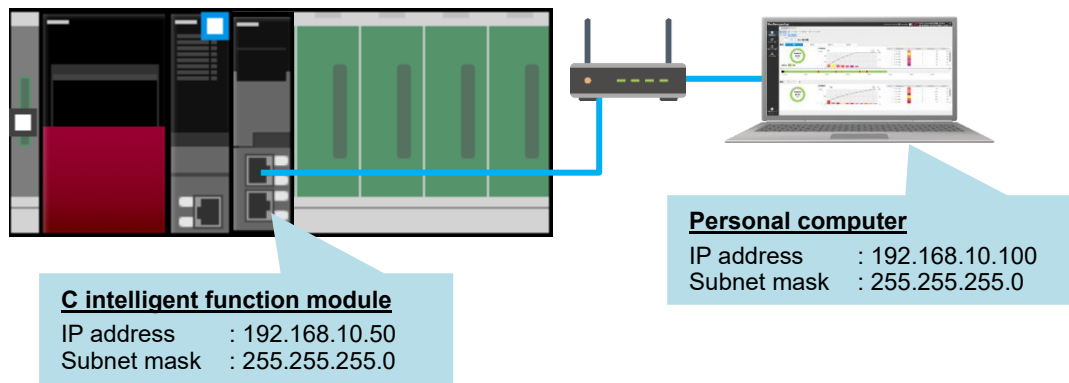 Personal computer
IP address : 192.168.10.100
Subnet mask : 255.255.255.0
C intelligent function module
IP address : 192.168.10.50
Subnet mask : 255.255.255.0